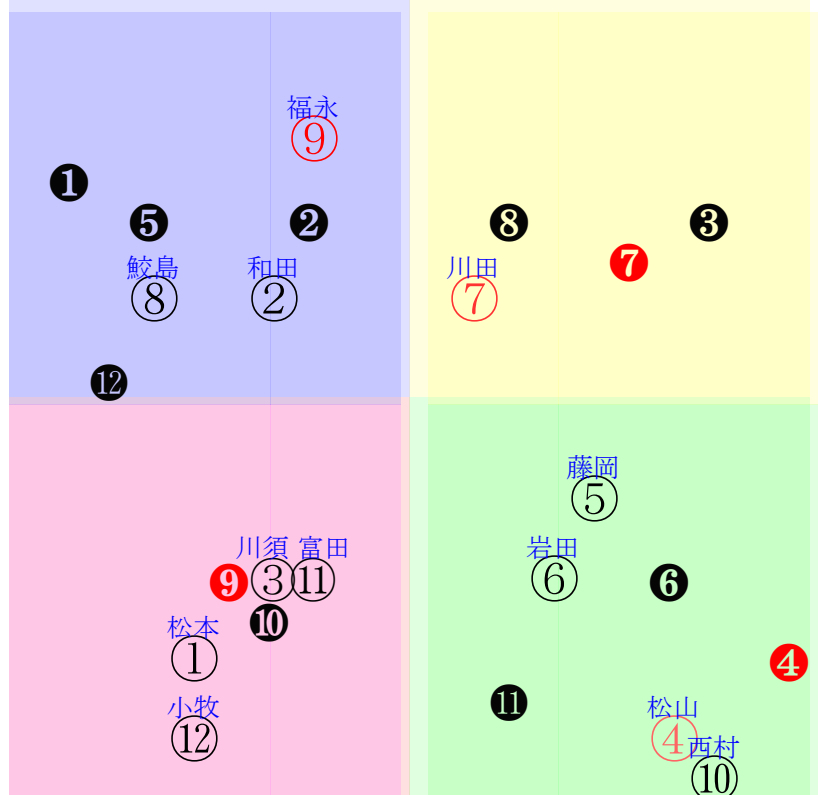 福永
⑨
❶
❺ ❷ ❽ ❸
鮫島 和田 川田 ❼
⑧ ② ⑦
⓬
藤岡
⑤
川須 富田 岩田
❾ ③ ⑪ ⑥ ❻
❿
松本
① ❹
小牧 ⓫ 松山
⑫ ④ 西村
⑩